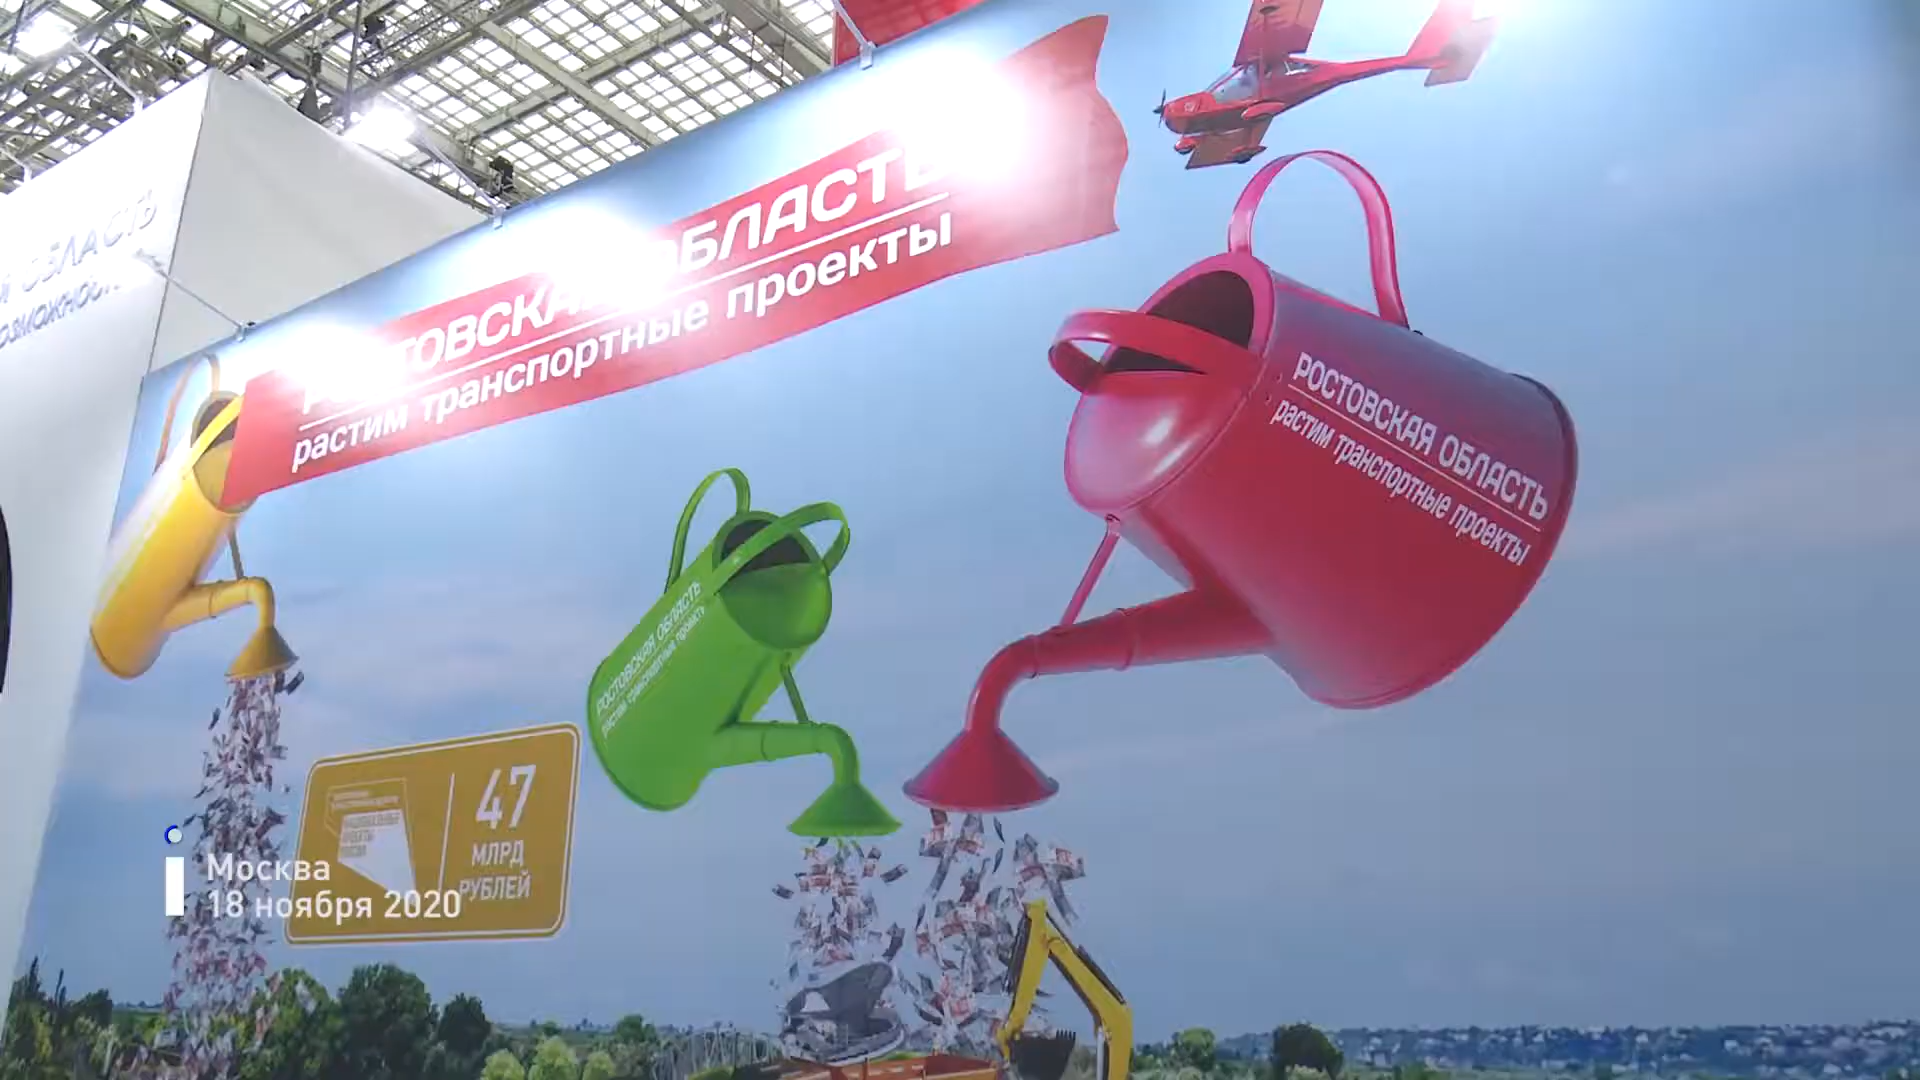 ОБЛАСТЬ
РОСТОВСКАЯ ОБЛАСТЬ
растим транспортные проекты
РОСТОВСКАЯ ОБЛАСТЬ
растим транспортные проекты
РОСТОВСКАЯ ОБЛАСТЬ
растим транспортные проекты
47
МЛРД
РУБЛЕЙ
Москва
18 ноября 2020